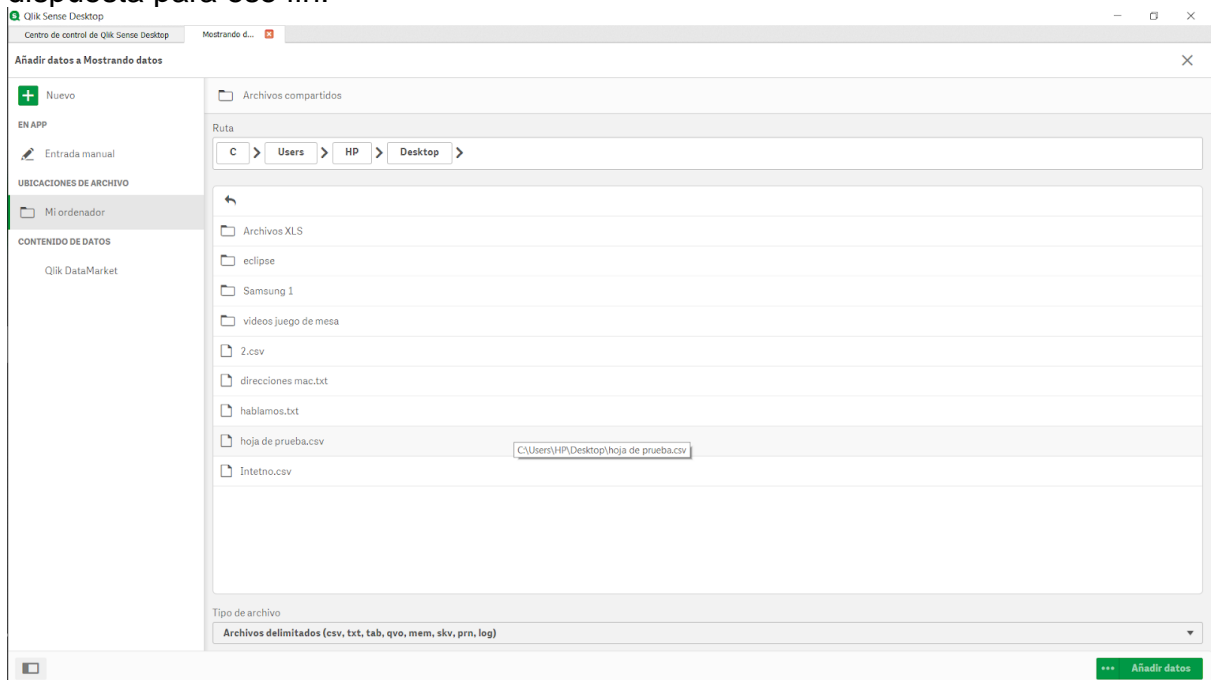 dispuesta para ese fin.
Qlik Sense Desktop
Centro de control de Qlik Sense Desktop
Mostrando d...
Añadir datos a Mostrando datos
Nuevo
Archivos compartidos
EN APP
Ruta
Entrada manual
C
Users
HP
Desktop
UBICACIONES DE ARCHIVO
Mi ordenador
CONTENIDO DE DATOS
Qlik DataMarket
Archivos XLS
eclipse
Samsung 1
videos juego de mesa
2.csv
direcciones mac.txt
hablamos.txt
hoja de prueba.csv
C:\Users\HP\Desktop\hoja de prueba.csv
Intetno.csv
Tipo de archivo
Archivos delimitados (csv, txt, tab, qvo, mem, skv, prn, log)
Añadir datos